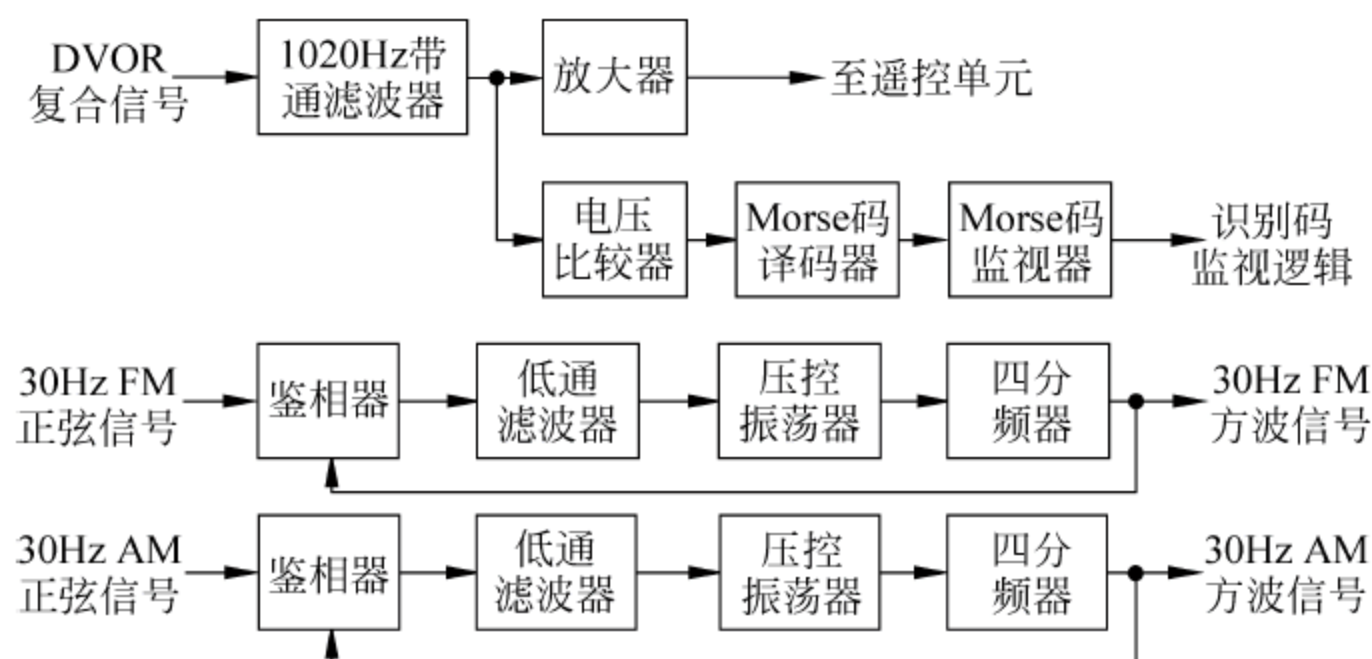 DVOR
复合信号
1020Hz带
通滤波器
放大器
至遥控单元
电压
比较器
Morse码
译码器
Morse码
监视器
识别码
监视逻辑
30Hz FM
正弦信号
鉴相器
低通
滤波器
压控
振荡器
四分
频器
30Hz FM
方波信号
30Hz AM
正弦信号
鉴相器
低通
滤波器
压控
振荡器
四分
频器
30Hz AM
方波信号